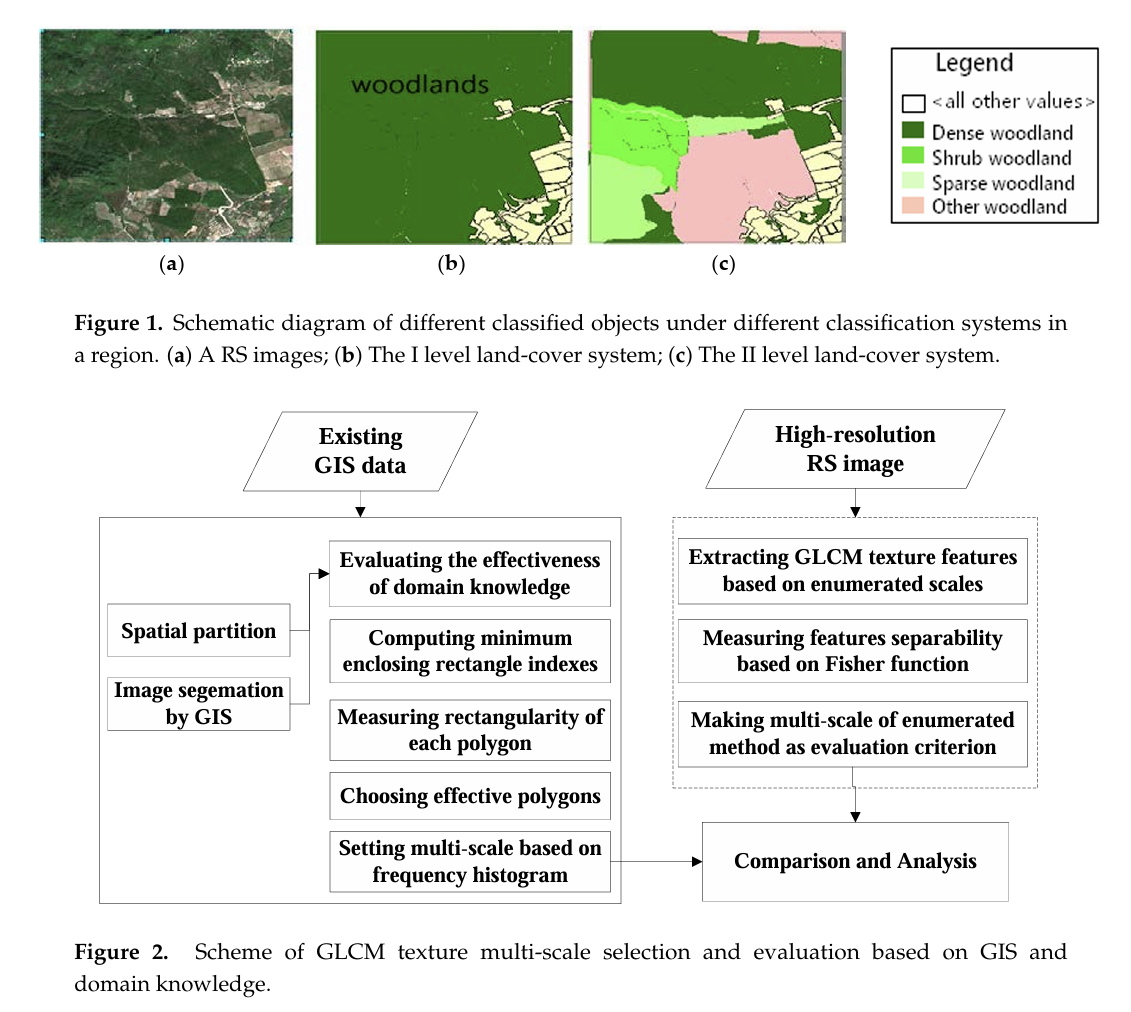 woodlands
Legend
<all other values>
Dense woodland
Shrub woodland
Sparse woodland
Other woodland
(a)
(b)
(c)
Figure 1. Schematic diagram of different classified objects under different classification systems in
a region. (a) A RS images; (b) The I level land-cover system; (c) The II level land-cover system.
Existing
GIS data
Spatial partition
Image segemation
by GIS
Evaluating the effectiveness
of domain knowledge
Computing minimum
enclosing rectangle indexes
Measuring rectangularity of
each polygon
Choosing effective polygons
Setting multi-scale based on
frequency histogram
High-resolution
RS image
Extracting GLCM texture features
based on enumerated scales
Measuring features separability
based on Fisher function
Making multi-scale of enumerated
method as evaluation criterion
Comparison and Analysis
Figure 2. Scheme of GLCM texture multi-scale selection and evaluation based on GIS and
domain knowledge.